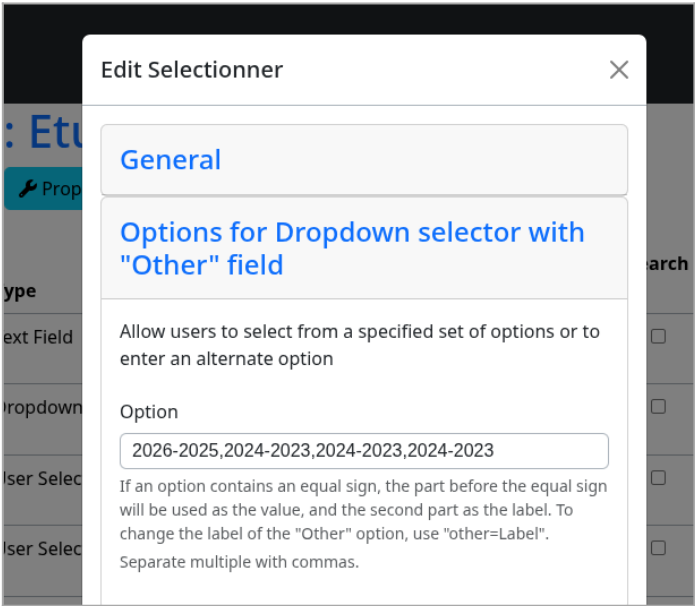 Edit Selectionner
: Etu
General
Prop
Options for Dropdown selector with
"Other" field
earch
ype
Allow users to select from a specified set of options or to
enter an alternate option
ext Field
Dropdown
Option
2026-2025,2024-2023,2024-2023,2024-2023
User Selec
If an option contains an equal sign, the part before the equal sign
will be used as the value, and the second part as the label. To
change the label of the "Other" option, use "other=Label".
User Selec
Separate multiple with commas.